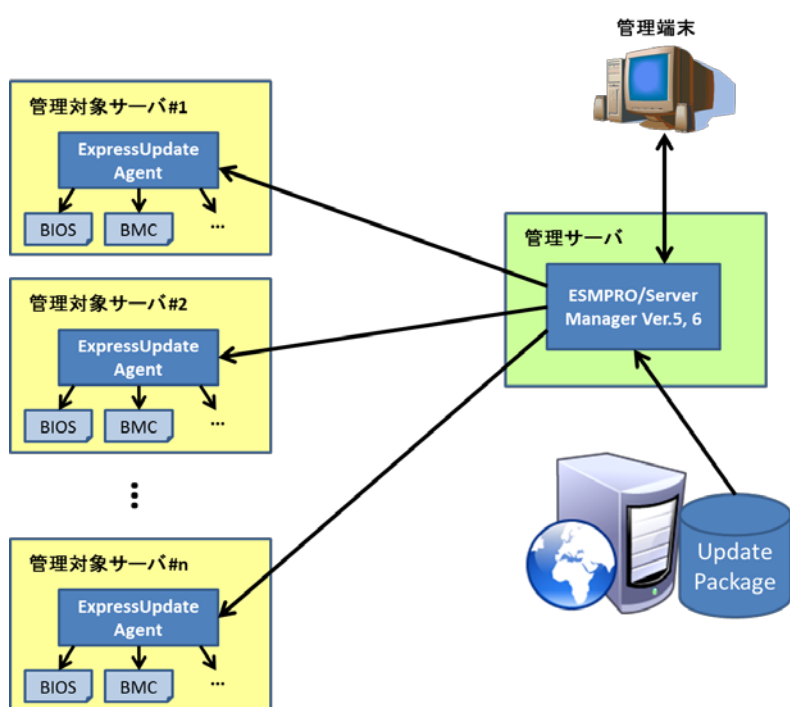 管理端末
管理対象サーバ#1
ExpressUpdate
Agent
BIOS
BMC
...
管理サーバ
ESMPRO/Server
Manager Ver.5, 6
管理対象サーバ#2
ExpressUpdate
Agent
BIOS
BMC
...
Update
Package
管理対象サーバ#n
ExpressUpdate
Agent
BIOS
BMC
...